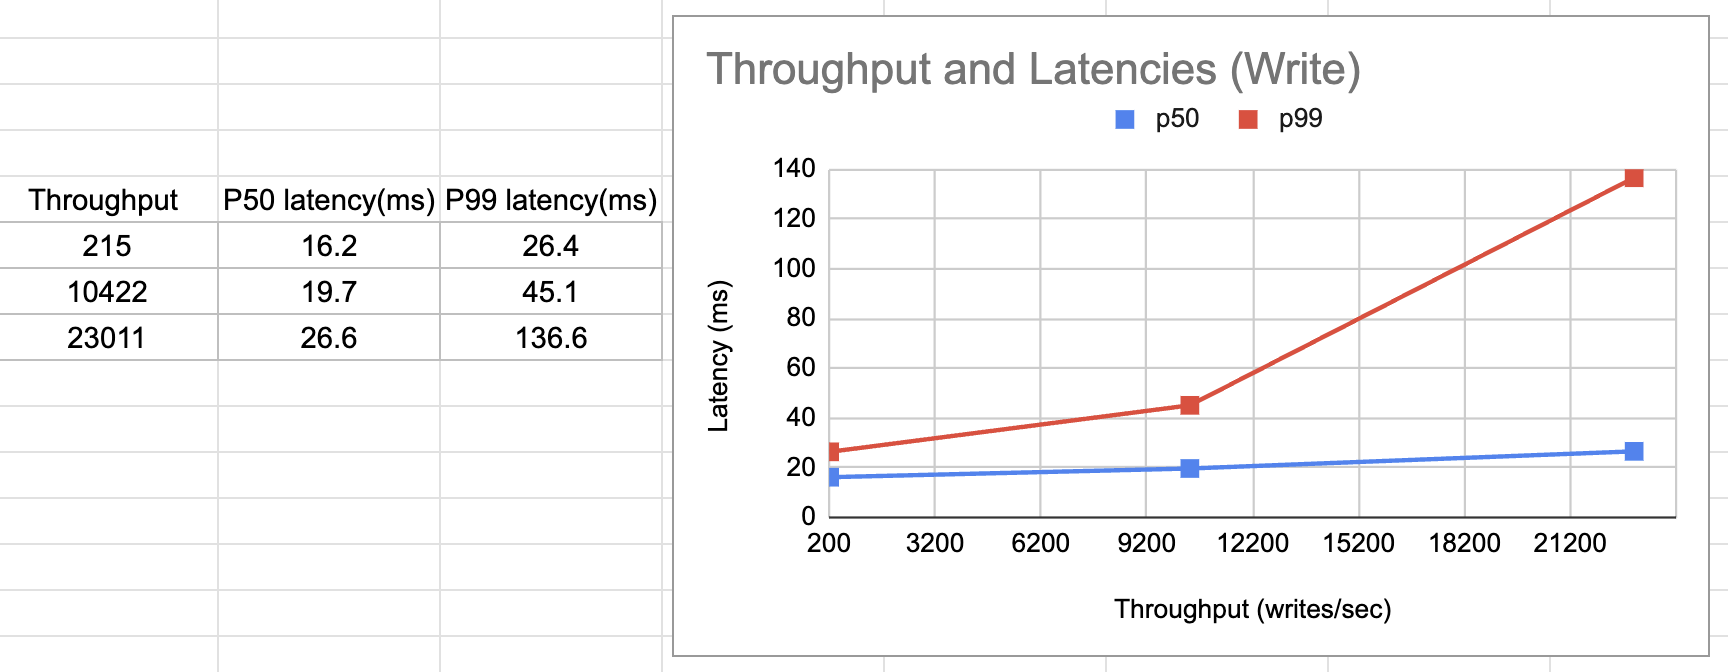 Throughput P50 latency(ms) P99 latency(ms)
215 16.2 26.4
10422 19.7 45.1
23011 26.6 136.6
Throughput and Latencies (Write)
p50 p99
140
120
100
80
60
40
20
0
Latency (ms)
200 3200 6200 9200 12200 15200 18200 21200
Throughput (writes/sec)